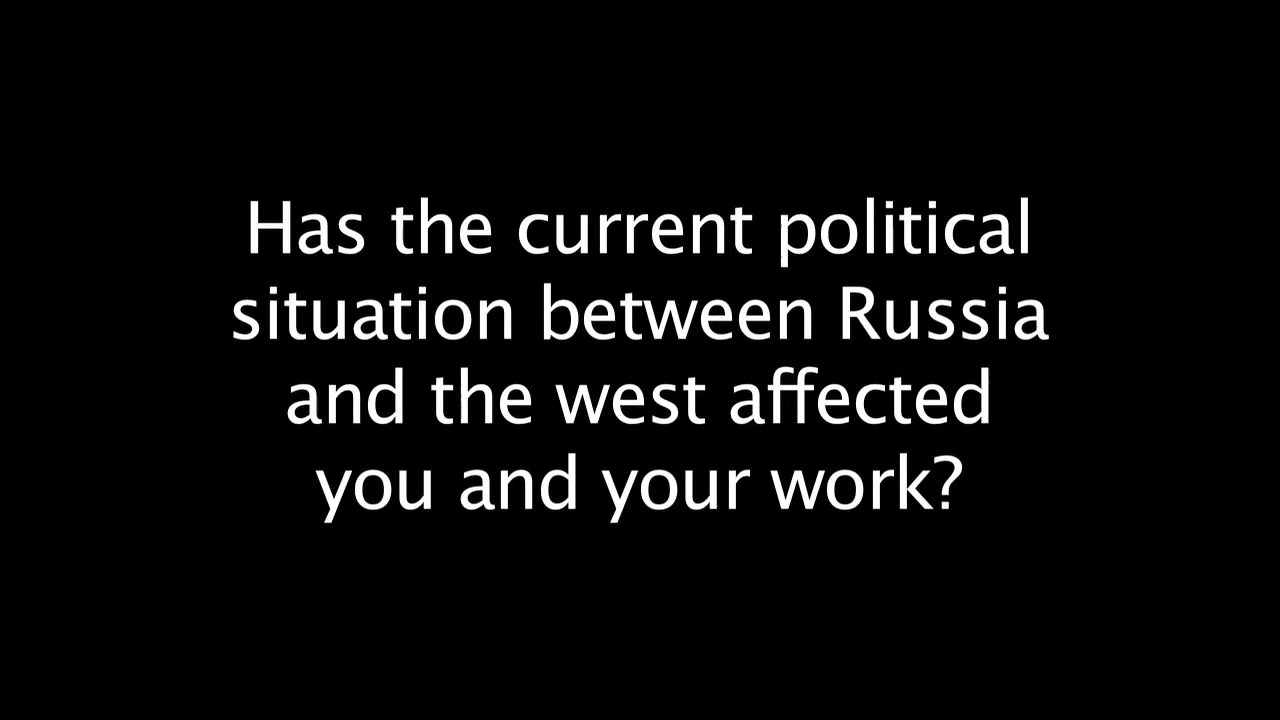 Has the current political
situation between Russia
and the west affected
you and your work?